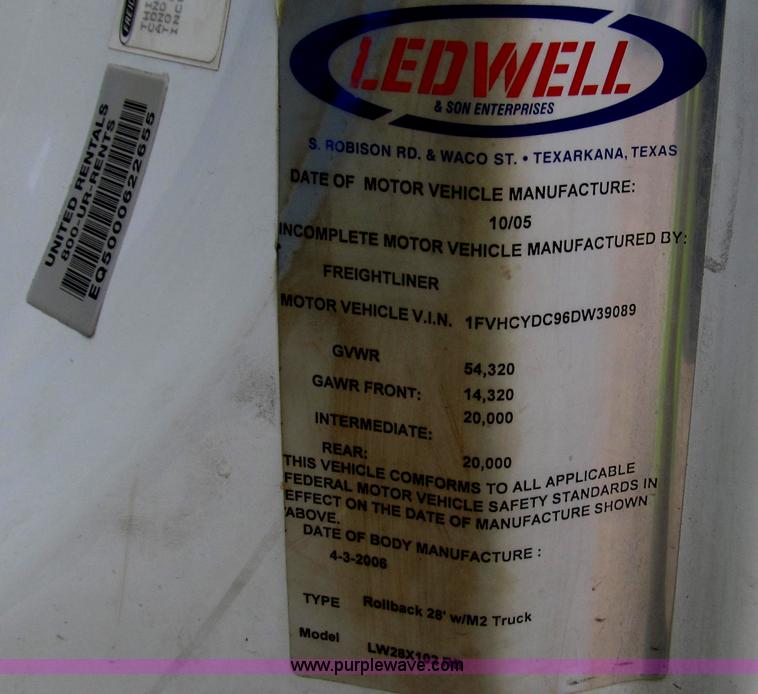 UNITED RENTALS
800-UR-RENTS
EQ5000622655
LEDWELL
& SON ENTERPRISES
S. ROBISON RD. & WACO ST. • TEXARKANA, TEXAS
DATE OF MOTOR VEHICLE MANUFACTURE:
10/05
INCOMPLETE MOTOR VEHICLE MANUFACTURED BY:
FREIGHTLINER
MOTOR VEHICLE V.I.N. 1FVHCYDC96DW39089
GVWR 54,320
GAWR FRONT: 14,320
INTERMEDIATE: 20,000
REAR: 20,000
THIS VEHICLE COMFORMS TO ALL APPLICABLE
FEDERAL MOTOR VEHICLE SAFETY STANDARDS IN
EFFECT ON THE DATE OF MANUFACTURE SHOWN
ABOVE.
DATE OF BODY MANUFACTURE :
4-3-2006
TYPE Rollback 28' w/M2 Truck
Model LW28X102
www.purplewave.com